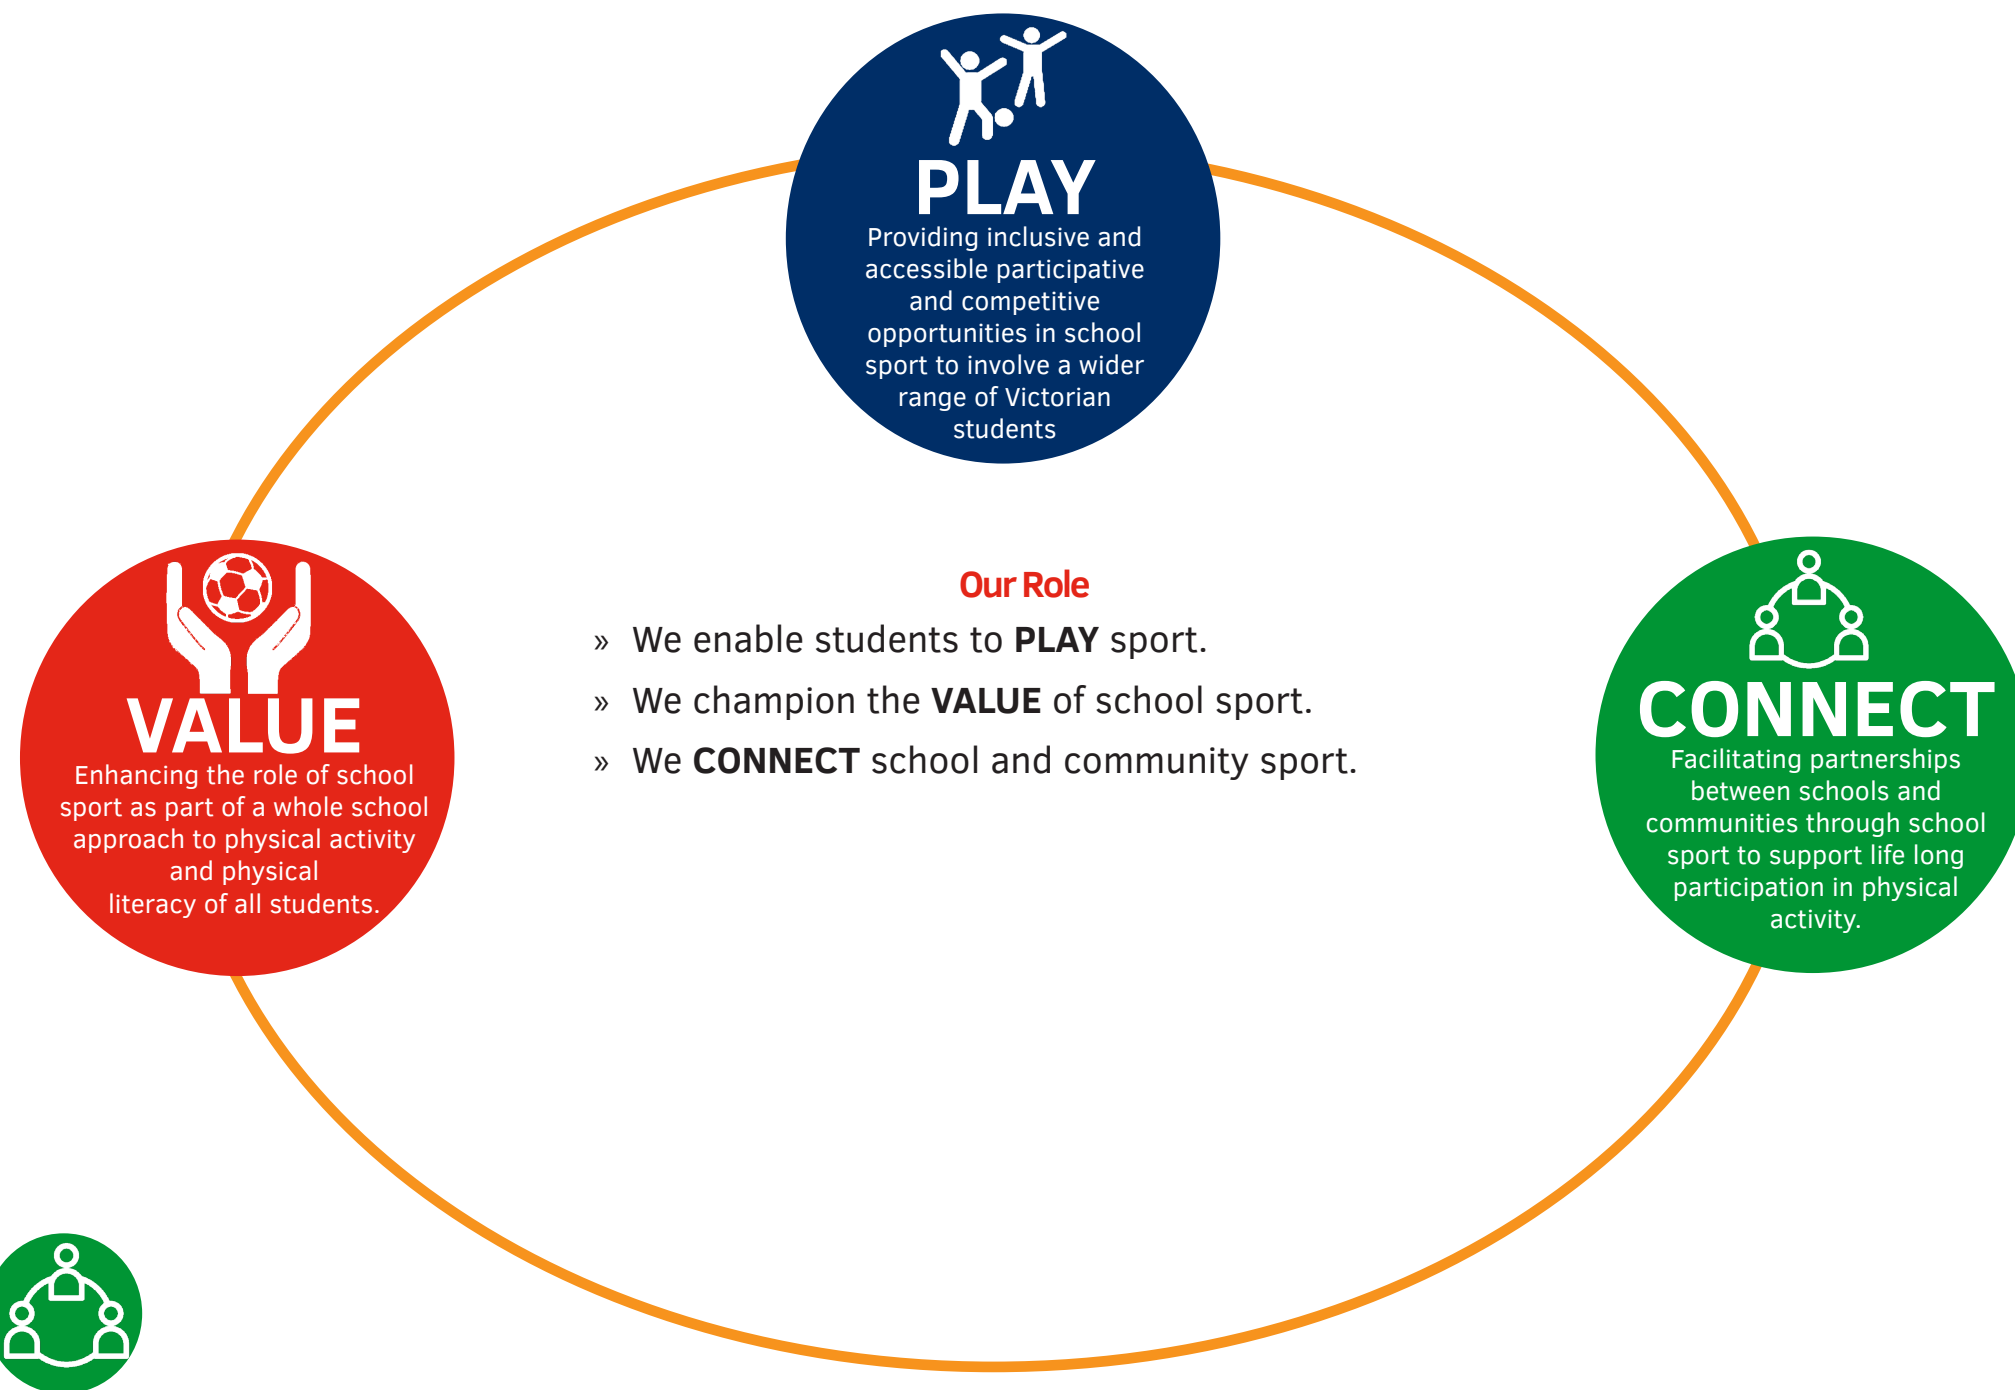 PLAY
Providing inclusive and
accessible participative
and competitive
opportunities in school
sport to involve a wider
range of Victorian
students
VALUE
Enhancing the role of school
sport as part of a whole school
approach to physical activity
and physical
literacy of all students.
Our Role
» We enable students to PLAY sport.
» We champion the VALUE of school sport.
» We CONNECT school and community sport.
CONNECT
Facilitating partnerships
between schools and
communities through school
sport to support life long
participation in physical
activity.